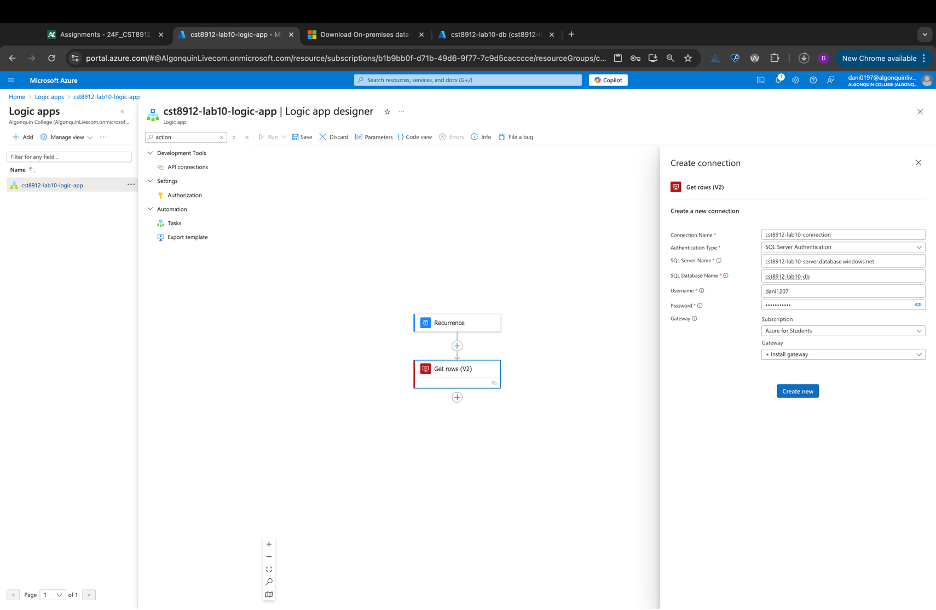 Assignments - 24F_CST8912
cst8912-lab10-logic-app - Mi
Download On-premises data
cst8912-lab10-db (cst8912-la
portal.azure.com/#@AlgonquinLivecom.onmicrosoft.com/resource/subscriptions/b1b9bb0f-d71b-49d6-9f77-7c9d5cacccce/resourceGroups/c...
D
New Chrome available
Microsoft Azure
Search resources, services, and docs (G+/)
Copilot
1
dani0197@algonquinliv...
ALGONQUIN COLLEGE (ALGONQ...
Home > Logic apps > cst8912-lab10-logic-app
Logic apps
Algonquin College (AlgonquinLivecom.onmicrosof...
+ Add
Manage view
Filter for any field...
Name ↑↓
cst8912-lab10-logic-app
Page 1 of 1
cst8912-lab10-logic-app | Logic app designer
Logic app
action
Run
Save
Discard
Parameters
Code view
Errors
Info
File a bug
Development Tools
API connections
Settings
Authorization
Automation
Tasks
Export template
Recurrence
Get rows (V2)
Create connection
Get rows (V2)
Create a new connection
Connection Name *
cst8912-lab10-connection
Authentication Type *
SQL Server Authentication
SQL Server Name *
cst8912-lab10-server.database.windows.net
SQL Database Name *
cst8912-lab10-db
Username *
dani1207
Password *
•••••••••••
Gateway
Subscription
Azure for Students
Gateway
+ Install gateway
Create new